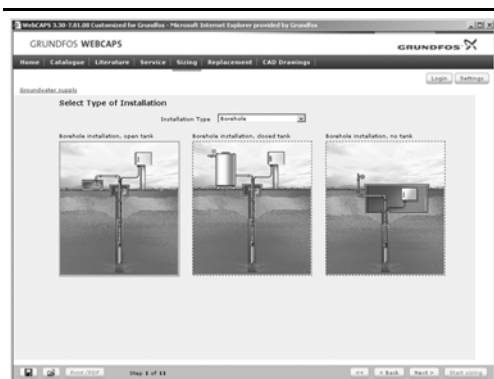 WebCAPS 3.30-7.01.08 Customized for Grundfos - Microsoft Internet Explorer provided by Grundfos
GRUNDFOS WEBCAPS
GRUNDFOS
Home Catalogue Literature Service Sizing Replacement CAD Drawings
Login Settings
Groundwater supply
Select Type of Installation
Installation Type Borehole
Borehole installation, open tank
Borehole installation, closed tank
Borehole installation, no tank
Print/PDF Step 1 of 11 << < Back Next > Start sizing